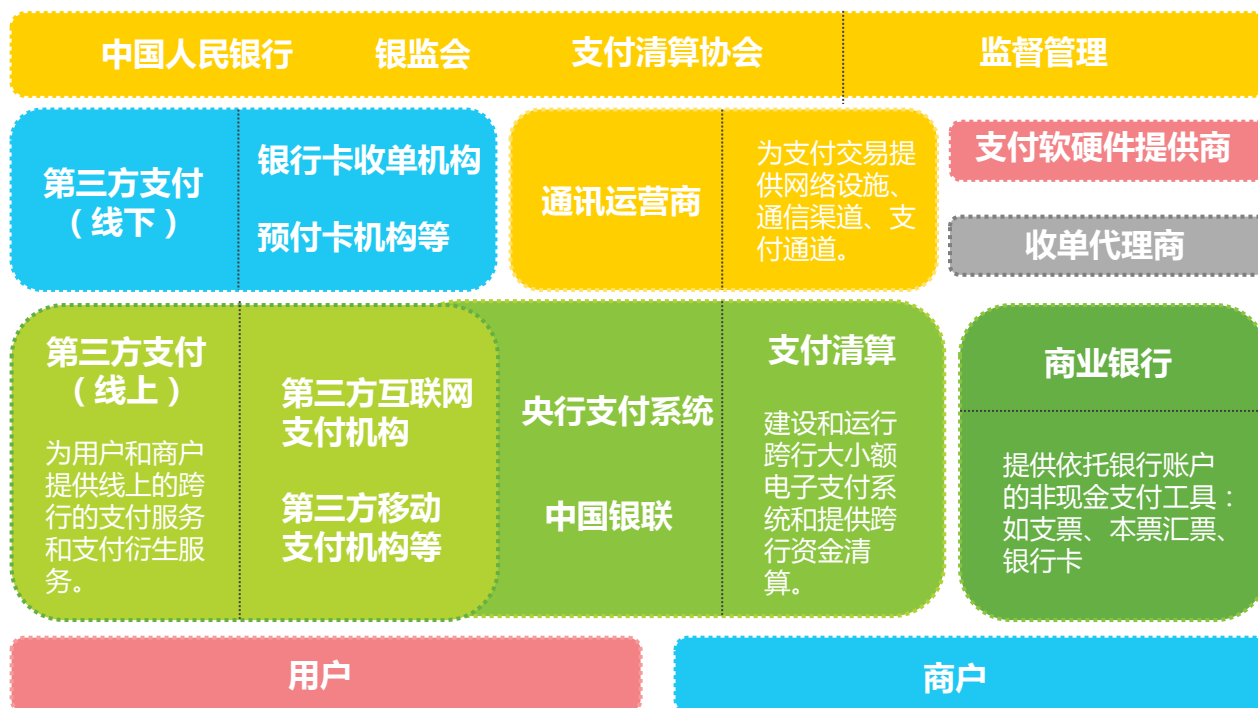 中国人民银行 银监会 支付清算协会 监督管理
第三方支付
（线下）
银行卡收单机构
预付卡机构等
通讯运营商
为支付交易提
供网络设施、
通信渠道、支
付通道。
支付软硬件提供商
收单代理商
第三方支付
（线上）
为用户和商户
提供线上的跨
行的支付服务
和支付衍生服
务。
第三方互联网
支付机构
第三方移动
支付机构等
央行支付系统
中国银联
支付清算
建设和运行
跨行大小额
电子支付系
统和提供跨
行资金清
算。
商业银行
提供依托银行账户
的非现金支付工具：
如支票、本票汇票、
银行卡
用户
商户